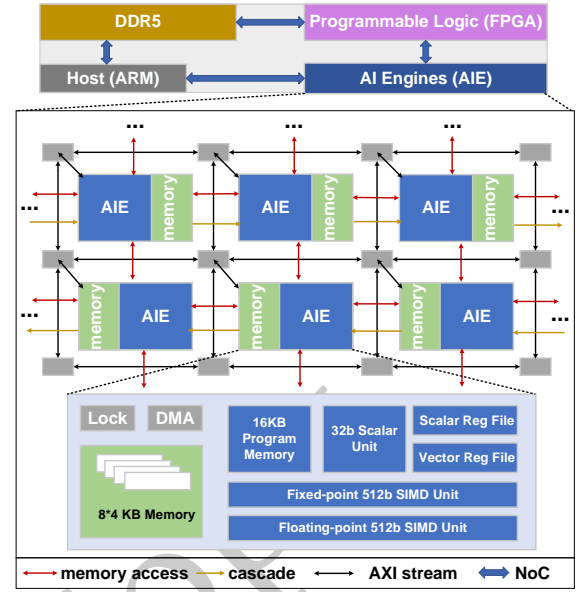 DDR5
Programmable Logic (FPGA)
Host (ARM)
AI Engines (AIE)
... ... ...
AIE memory AIE memory AIE memory
... ...
memory AIE memory AIE memory AIE
... ...
Lock DMA
8*4 KB Memory
16KB
Program
Memory
32b Scalar
Unit
Scalar Reg File
Vector Reg File
Fixed-point 512b SIMD Unit
Floating-point 512b SIMD Unit
memory access cascade AXI stream NoC